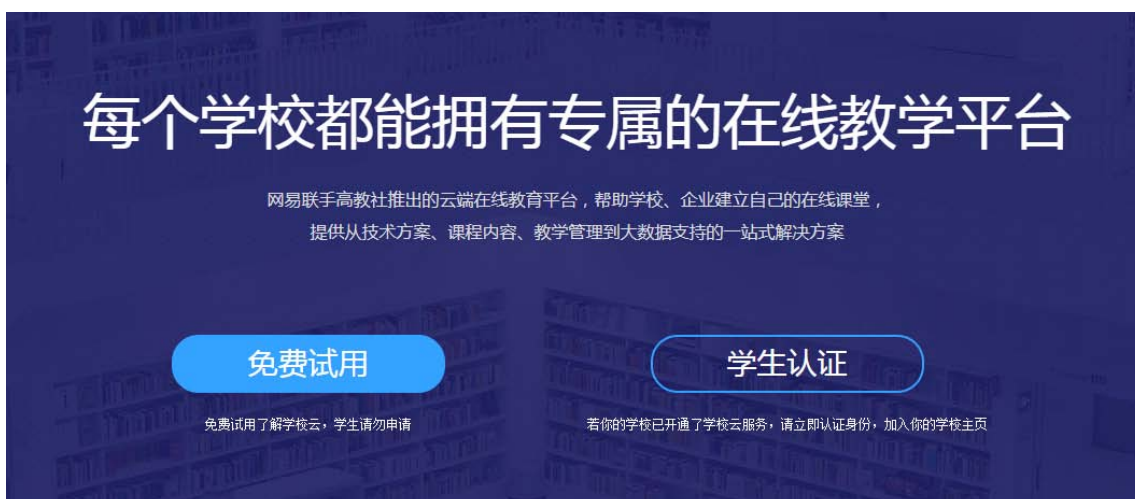 每个学校都能拥有专属的在线教学平台
网易联手高教社推出的云端在线教育平台，帮助学校、企业建立自己的在线课堂，
提供从技术方案、课程内容、教学管理到大数据支持的一站式解决方案
免费试用
学生认证
免费试用了解学校云，学生请勿申请
若你的学校已开通了学校云服务，请立即认证身份，加入你的学校主页